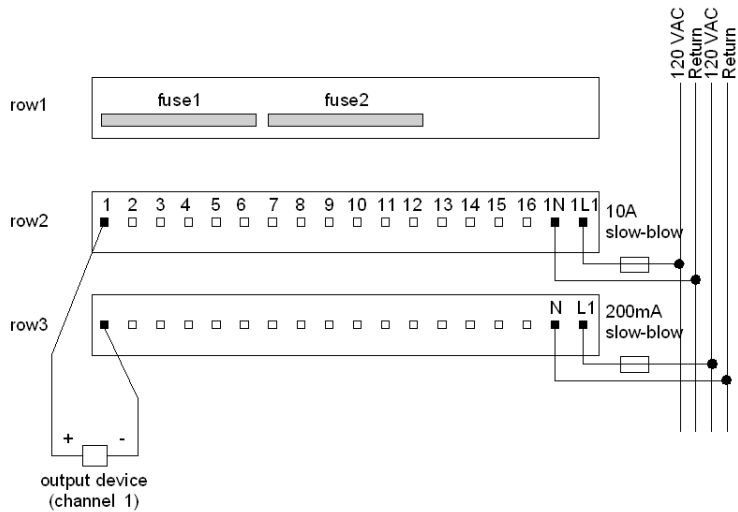 120 VAC
Return
120 VAC
Return
row1
fuse1 fuse2
row2
1 2 3 4 5 6 7 8 9 10 11 12 13 14 15 16 1N 1L1
10A
slow-blow
row3
N L1
200mA
slow-blow
+ -
output device
(channel 1)